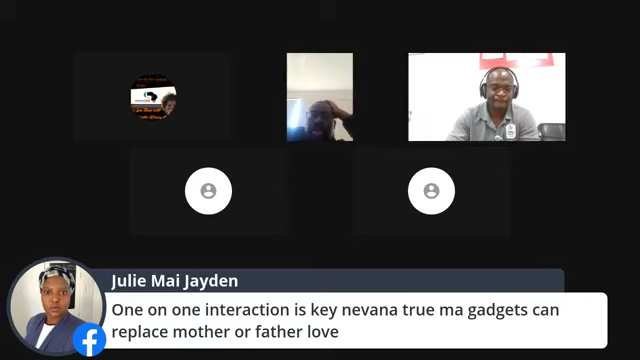 Julie Mai Jayden
One on one interaction is key nevana true ma gadgets can
replace mother or father love